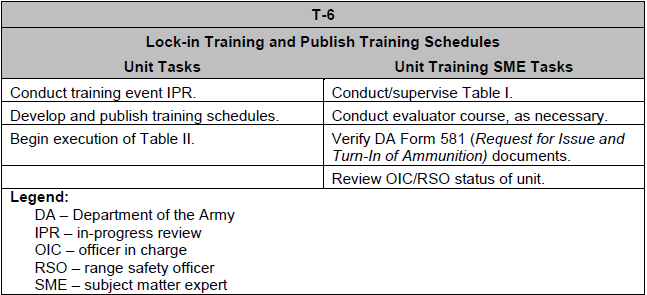 T-6
Lock-in Training and Publish Training Schedules
Unit Tasks
Unit Training SME Tasks
Conduct training event IPR.
Conduct/supervise Table I.
Develop and publish training schedules.
Conduct evaluator course, as necessary.
Begin execution of Table II.
Verify DA Form 581 (Request for Issue and
Turn-In of Ammunition) documents.
Review OIC/RSO status of unit.
Legend:
DA – Department of the Army
IPR – in-progress review
OIC – officer in charge
RSO – range safety officer
SME – subject matter expert